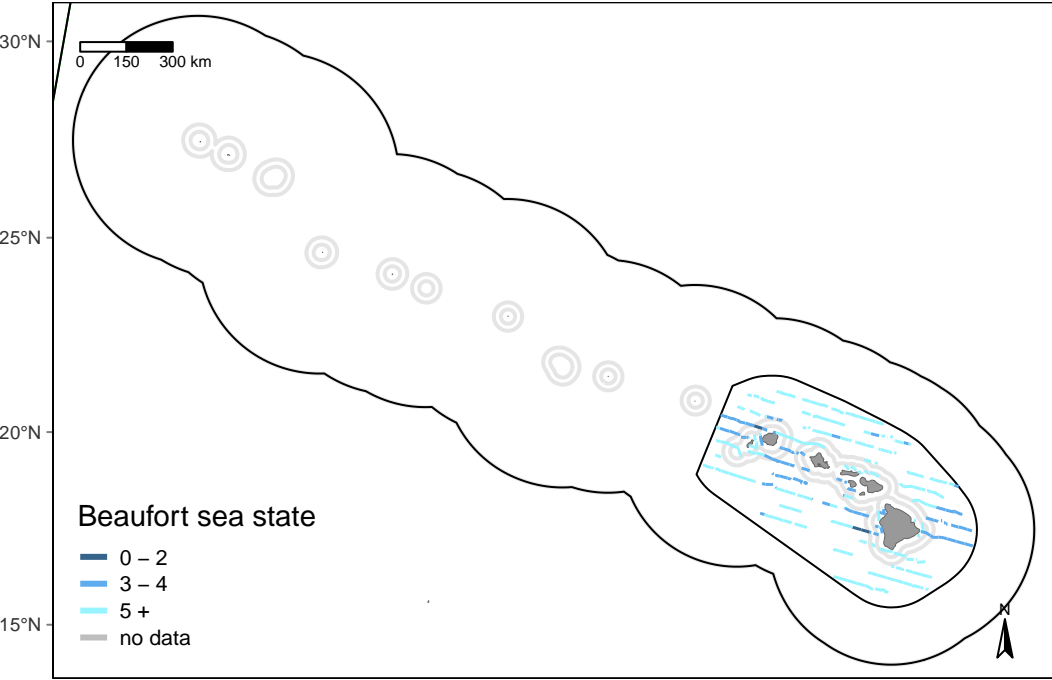 30°N
0 150 300 km
25°N
20°N
15°N
Beaufort sea state
0 – 2
3 – 4
5 +
no data
N